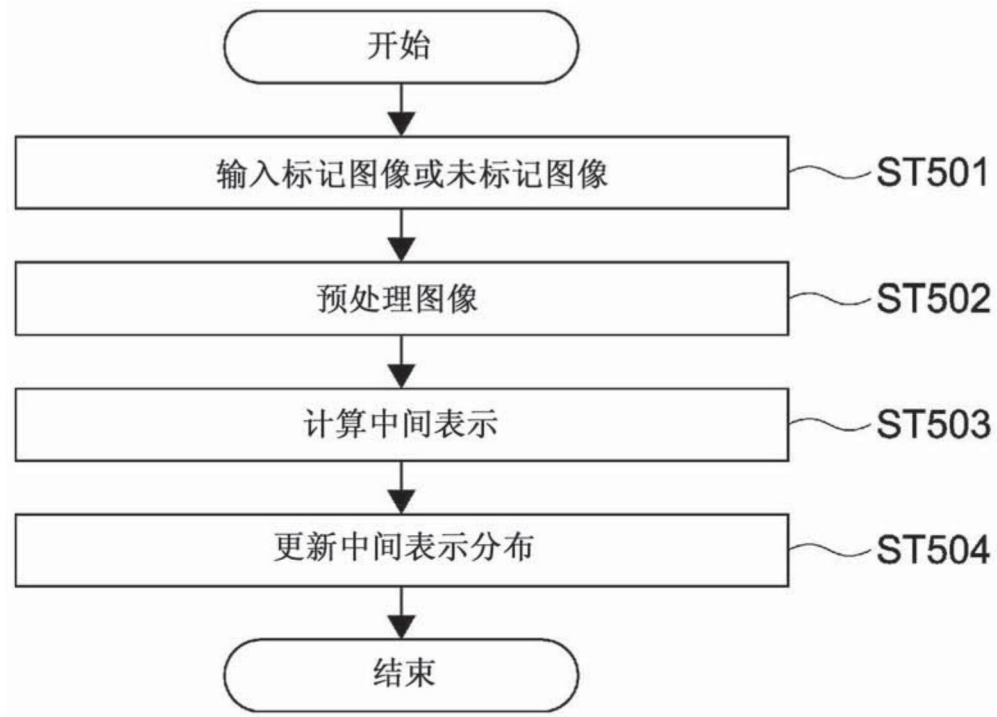 开始
输入标记图像或未标记图像
ST501
预处理图像
ST502
计算中间表示
ST503
更新中间表示分布
ST504
结束